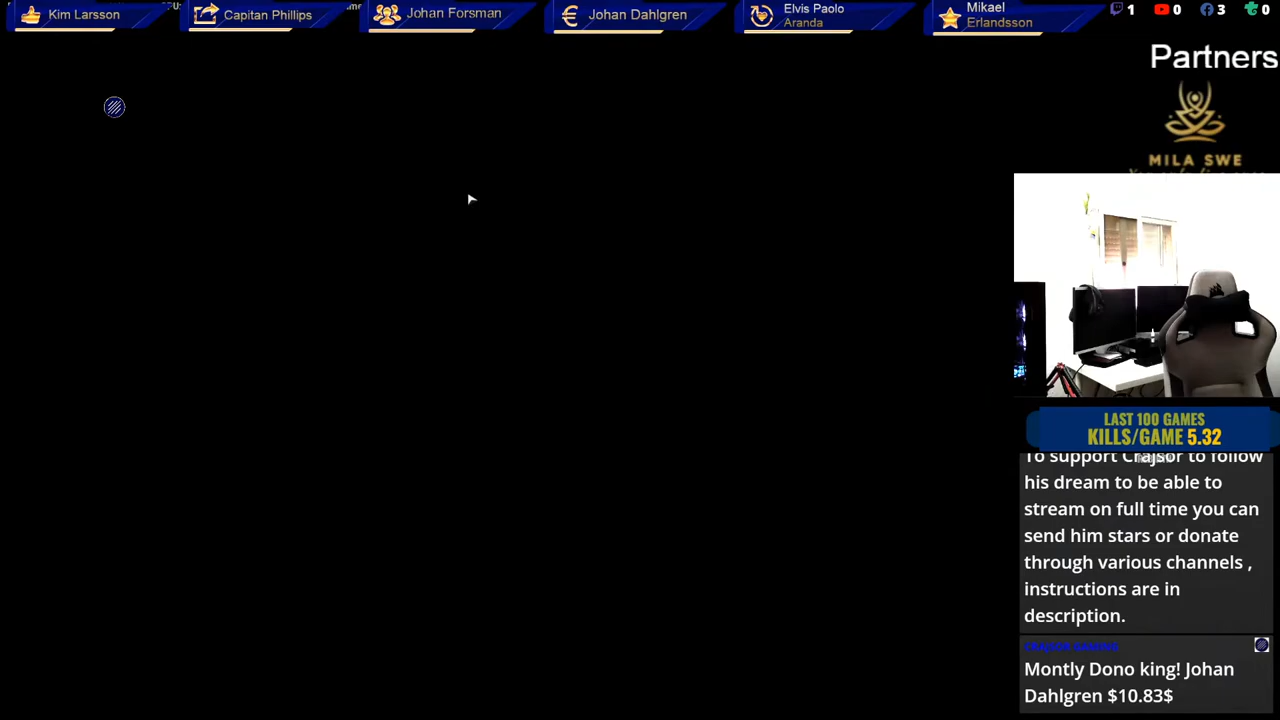 Kim Larsson
Capitan Phillips
Johan Forsman
€ Johan Dahlgren
Elvis Paolo
Aranda
Mikael
Erlandsson
1
0
3
0
Partners
MILA SWE
LAST 100 GAMES
KILLS/GAME 5.32
To support Crajsor to follow
his dream to be able to
stream on full time you can
send him stars or donate
through various channels ,
instructions are in
description.
CRAJSOR GAMING
Montly Dono king! Johan
Dahlgren $10.83$